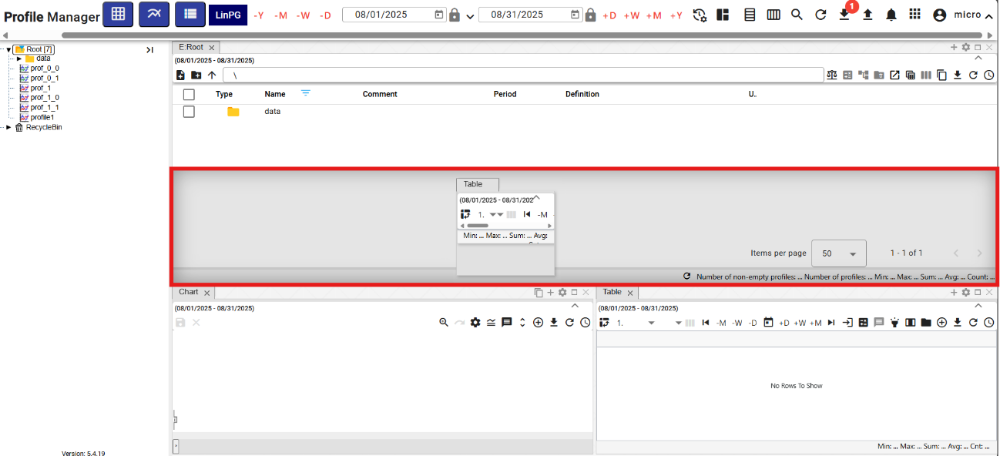 Profile Manager LinPG -Y -M -W -D 08/01/2025 08/31/2025 +D +W +M +Y 1 micro
Root [7]
data
prof_0_0
prof_0_1
prof_1
prof_1_0
prof_1_1
profile1
RecycleBin
Version: 5.4.19
E:Root
(08/01/2025 - 08/31/2025)
\
Type Name Comment Period Definition U..
data
Table
(08/01/2025 - 08/31/202
1. -M
Min: ... Max: ... Sum: ... Avg:
Items per page 50 1 - 1 of 1
Number of non-empty profiles: ... Number of profiles: ... Min: ... Max: ... Sum: ... Avg: ... Count: ...
Chart
(08/01/2025 - 08/31/2025)
Table
(08/01/2025 - 08/31/2025)
1. -M -W -D +D +W +M
No Rows To Show
Min: ... Max: ... Sum: ... Avg: ... Cnt: ...